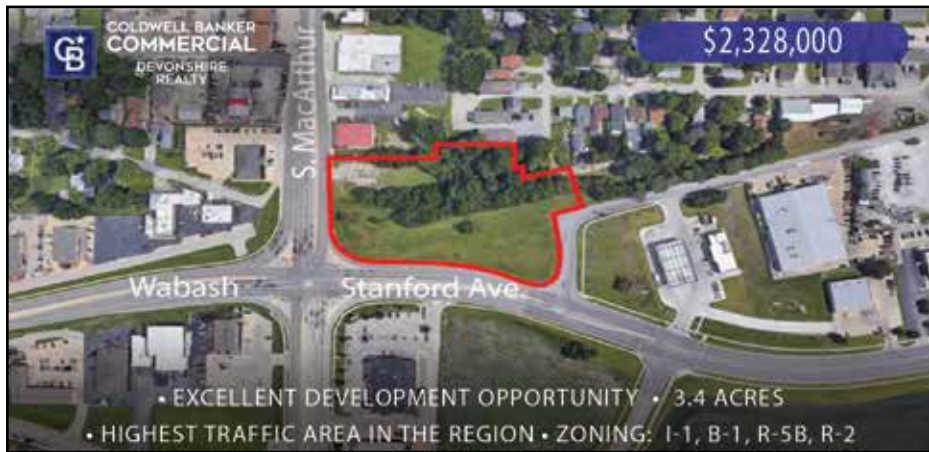 CB
COLDWELL BANKER
COMMERCIAL
DEVONSHIRE
REALTY
$2,328,000
S. MacArthur
Wabash
Stanford Ave.
• EXCELLENT DEVELOPMENT OPPORTUNITY • 3.4 ACRES
• HIGHEST TRAFFIC AREA IN THE REGION • ZONING: I-1, B-1, R-5B, R-2